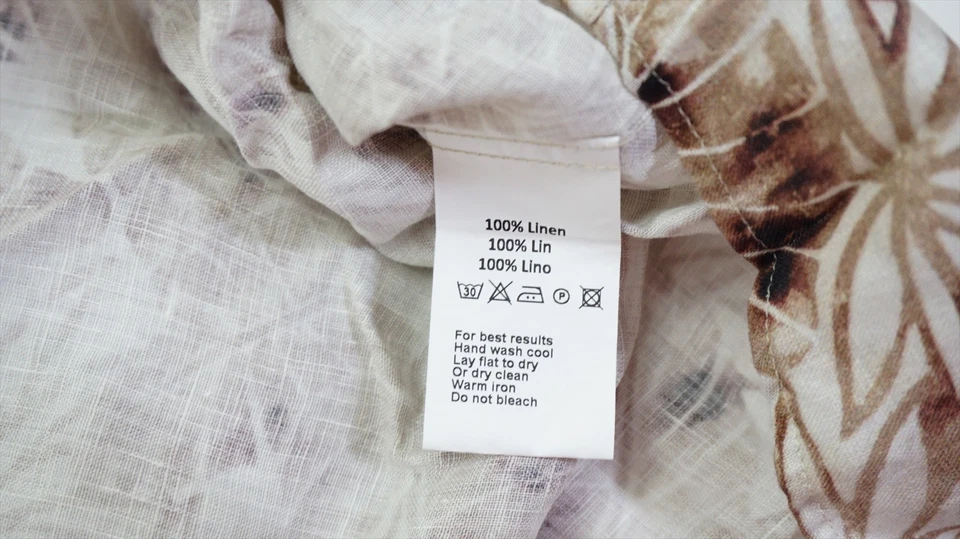 100% Linen
100% Lin
100% Lino
30 P
For best results
Hand wash cool
Lay flat to dry
Or dry clean
Warm iron
Do not bleach